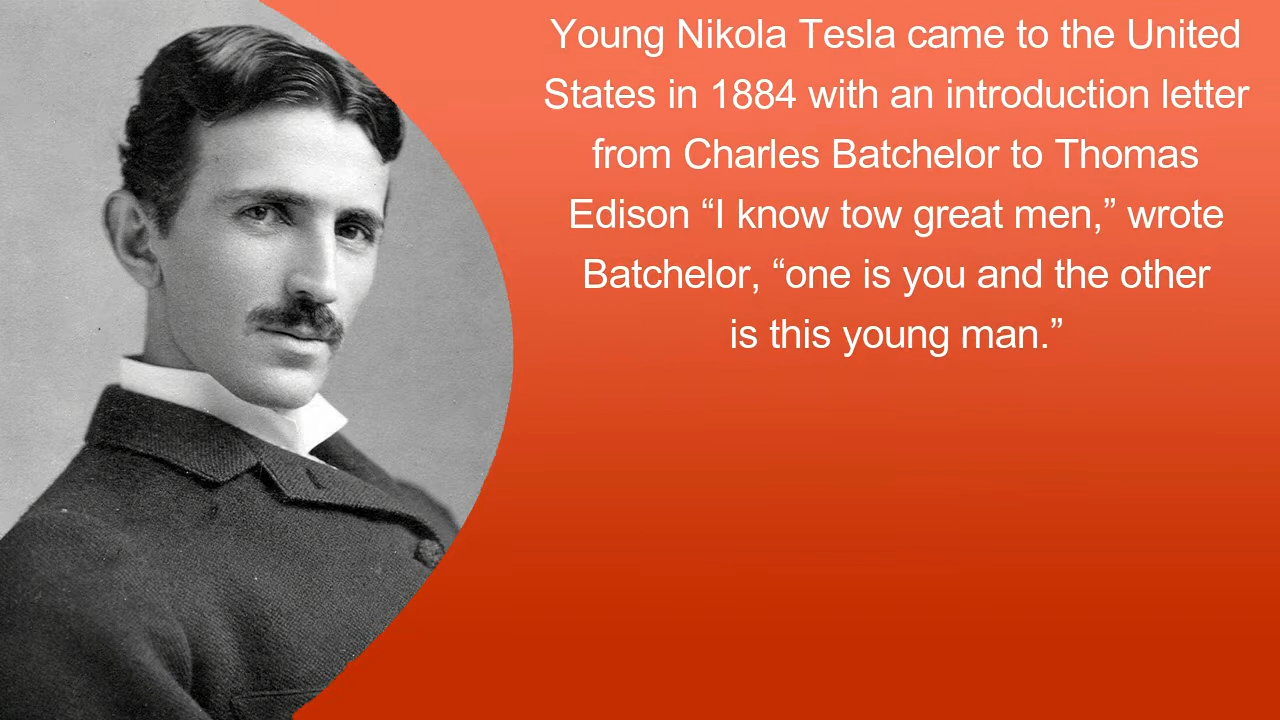 Young Nikola Tesla came to the United
States in 1884 with an introduction letter
from Charles Batchelor to Thomas
Edison “I know tow great men,” wrote
Batchelor, “one is you and the other
is this young man.”